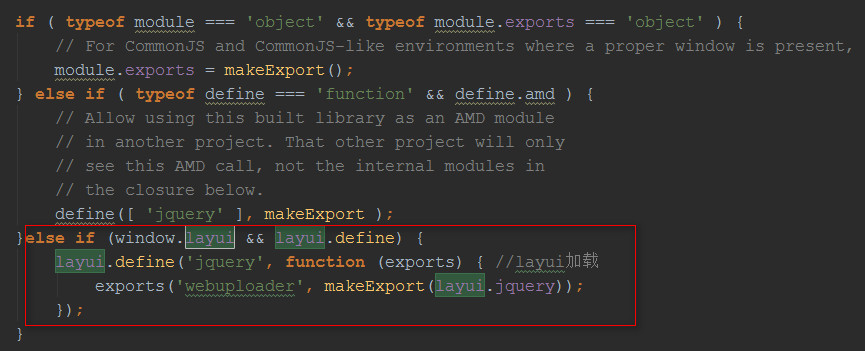 if ( typeof module === 'object' && typeof module.exports === 'object' ) {
// For CommonJS and CommonJS-like environments where a proper window is present,
module.exports = makeExport();
} else if ( typeof define === 'function' && define.amd ) {
// Allow using this built library as an AMD module
// in another project. That other project will only
// see this AMD call, not the internal modules in
// the closure below.
define([ 'jquery' ], makeExport );
}else if (window.layui && layui.define) {
layui.define('jquery', function (exports) { //layui加载
exports('webuploader', makeExport(layui.jquery));
});
}